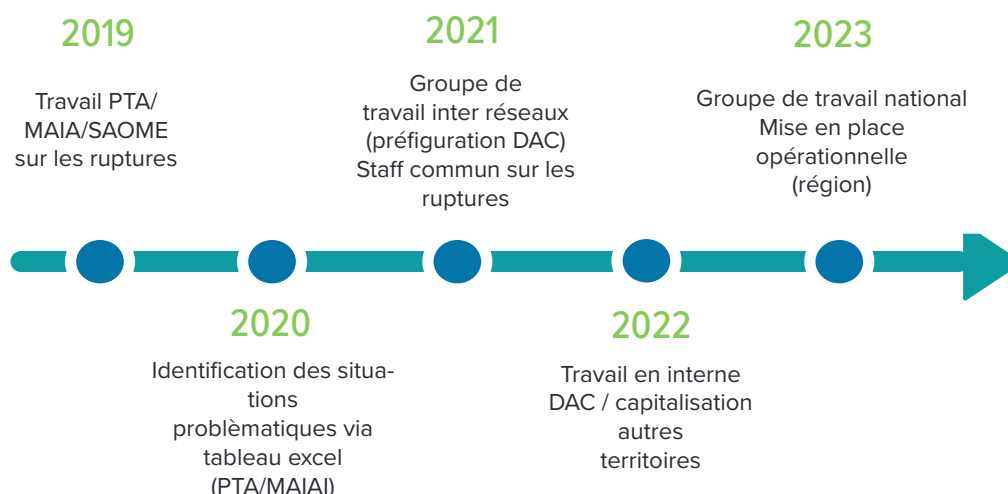 2019
Travail PTA/
MAIA/SAOME
sur les ruptures
2020
Identification des situa-
tions
problèmatiques via
tableau excel
(PTA/MAIAI)
2021
Groupe de
travail inter réseaux
(préfiguration DAC)
Staff commun sur les
ruptures
2022
Travail en interne
DAC / capitalisation
autres
territoires
2023
Groupe de travail national
Mise en place
opérationnelle
(région)